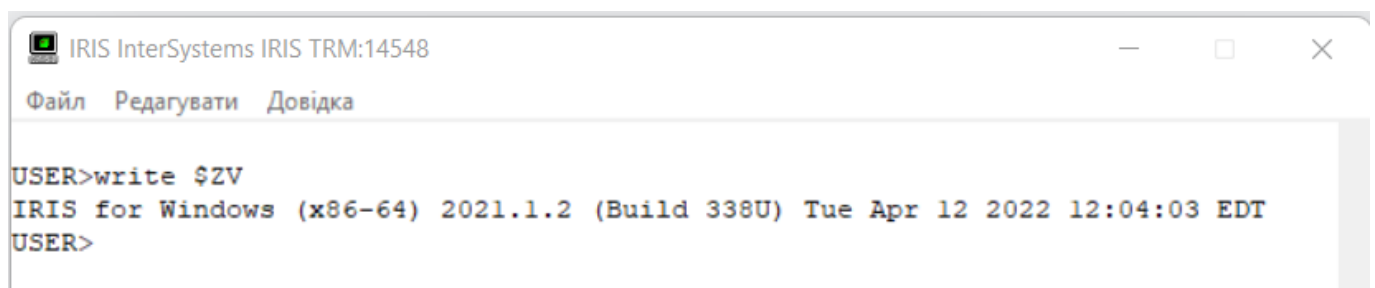 IRIS InterSystems IRIS TRM:14548
Файл Редагувати Довідка
USER>write $ZV
IRIS for Windows (x86-64) 2021.1.2 (Build 338U) Tue Apr 12 2022 12:04:03 EDT
USER>